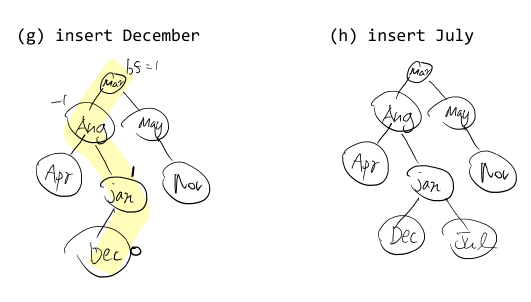 (g) insert December
(h) insert July
bs=1
Mar
-1
Aug
May
Apr
1
jan
Nov
Dec
0
Mar
Aug
May
Apr
jan
Nov
Dec
Jul